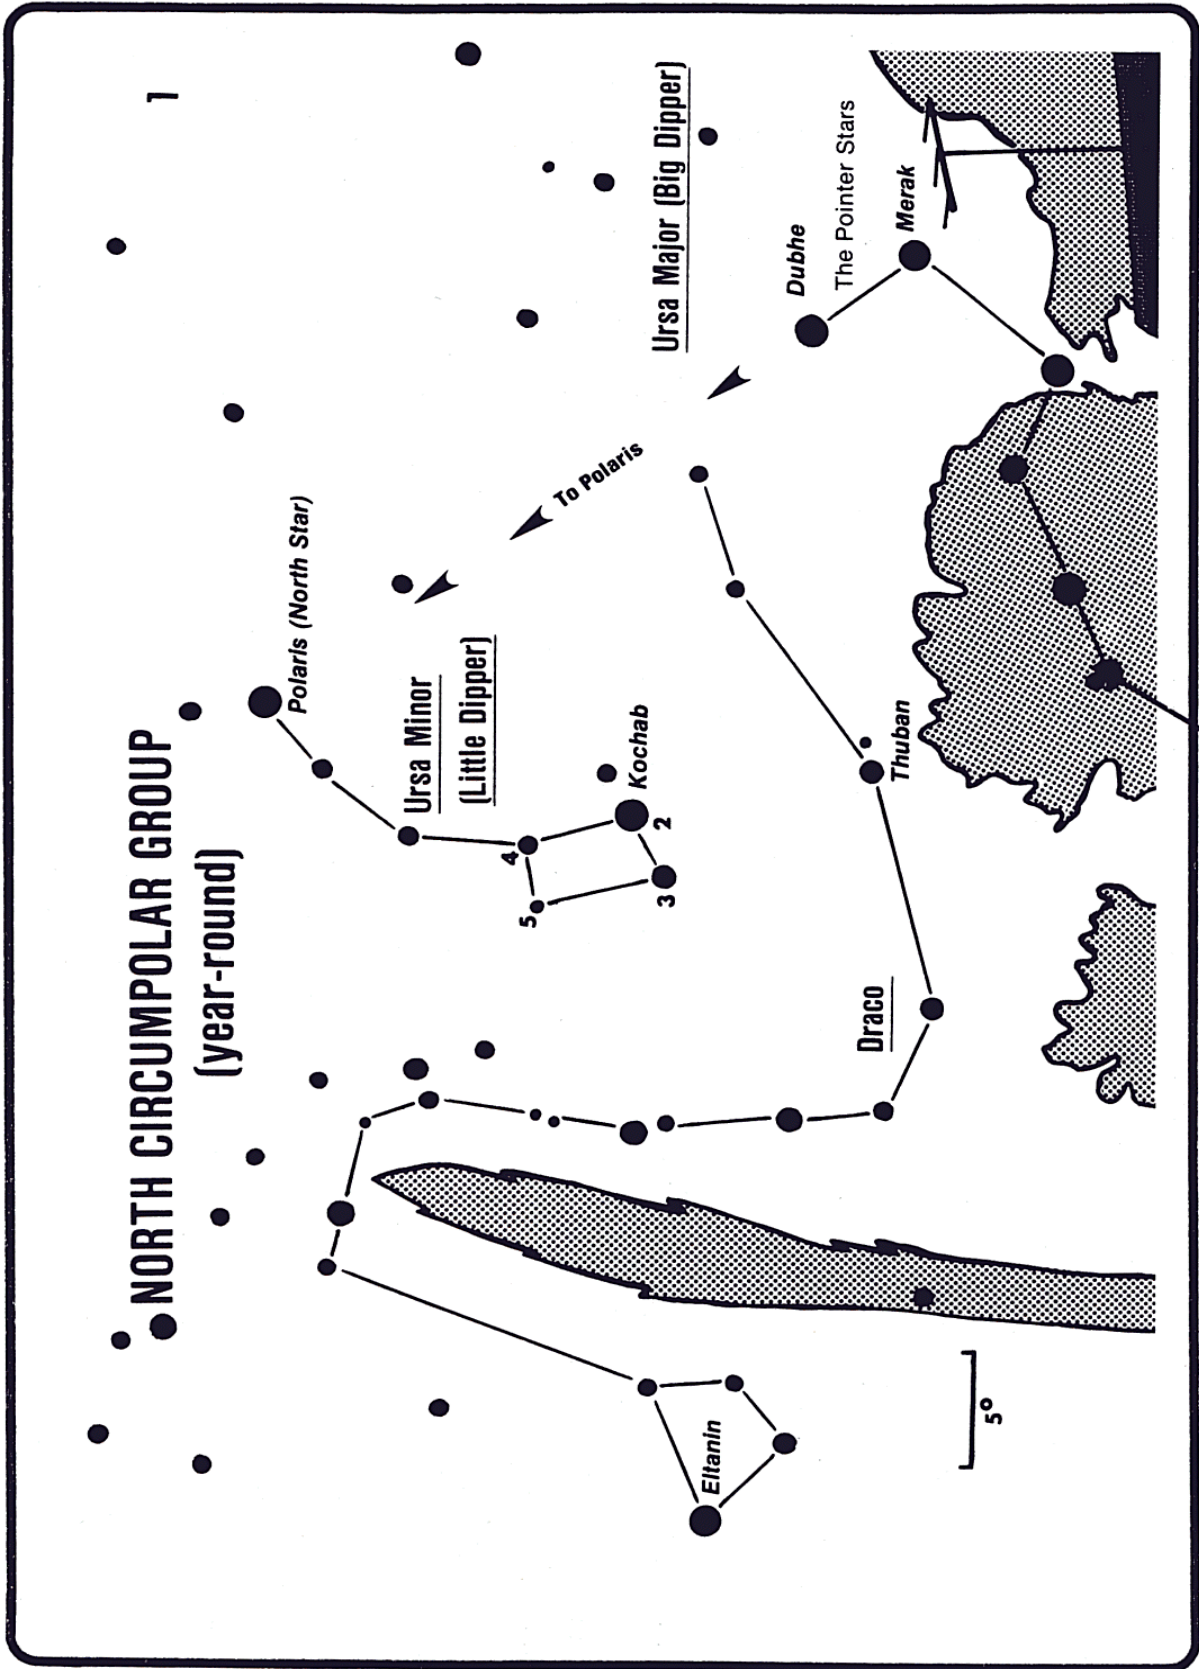 1
NORTH CIRCUMPOLAR GROUP
(year-round)
Polaris (North Star)
Ursa Minor
(Little Dipper)
4
5
Kochab
2
3
To Polaris
Ursa Major (Big Dipper)
Dubhe
The Pointer Stars
Merak
Thuban
Draco
Eltanin
5°